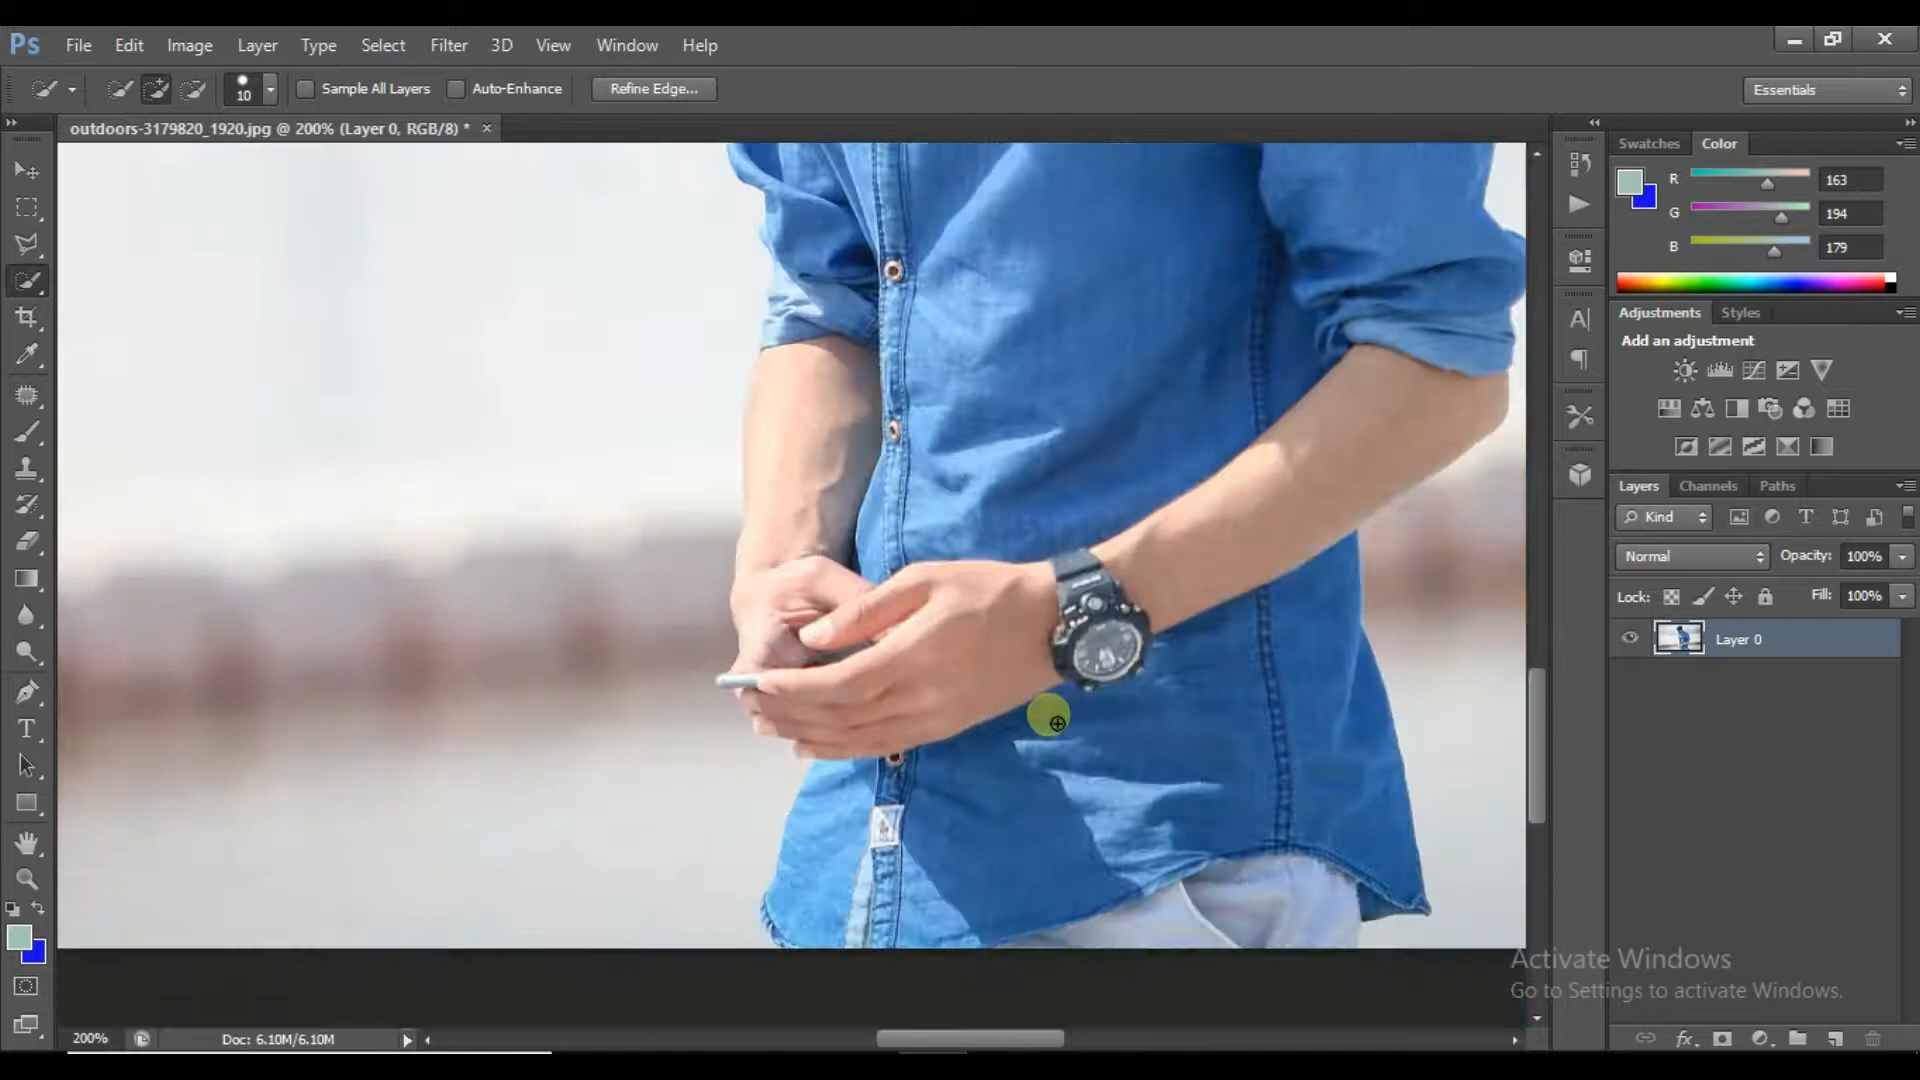 Ps File Edit Image Layer Type Select Filter 3D View Window Help
10 Sample All Layers Auto-Enhance Refine Edge... Essentials
outdoors-3179820_1920.jpg @ 200% (Layer 0, RGB/8) * ×
Swatches Color
R 163
G 194
B 179
Adjustments Styles
Add an adjustment
Layers Channels Paths
Kind
Normal Opacity: 100%
Lock: Fill: 100%
Layer 0
Activate Windows
Go to Settings to activate Windows.
200% Doc: 6.10M/6.10M
fx